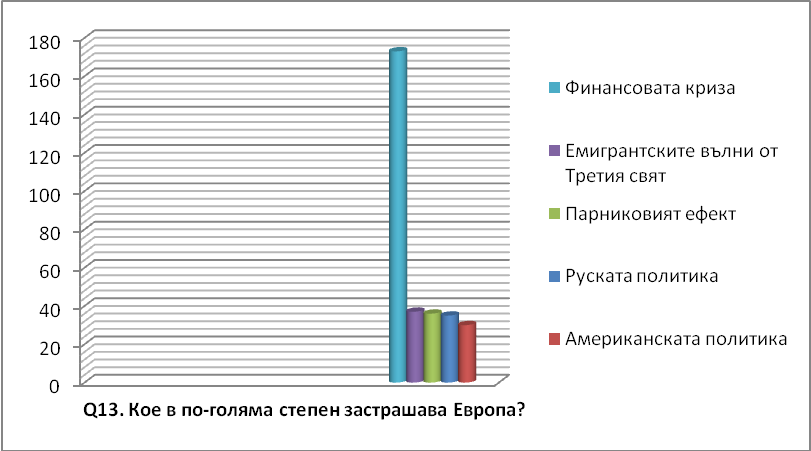 180
160
140
120
100
80
60
40
20
0
Финансовата криза
Емигрантските вълни от
Третия свят
Парниковият ефект
Руската политика
Американската политика
Q13. Кое в по-голяма степен застрашава Европа?